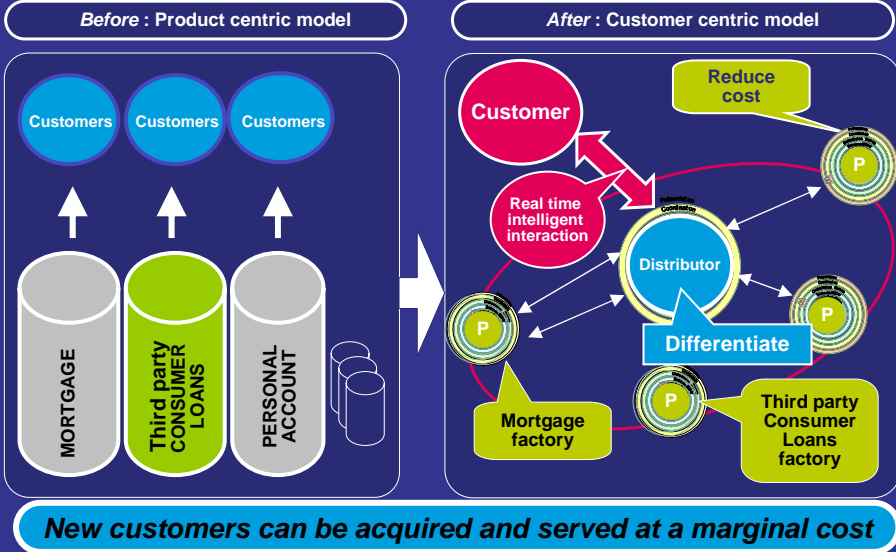 Before : Product centric model
After : Customer centric model
Customers
Customers
Customers
MORTGAGE
Third party
CONSUMER
LOANS
PERSONAL
ACCOUNT
Customer
Reduce
cost
P
Real time
intelligent
interaction
Presentation
Coordination
Distributor
P
P
Differentiate
P
Mortgage
factory
Third party
Consumer
Loans
factory
New customers can be acquired and served at a marginal cost